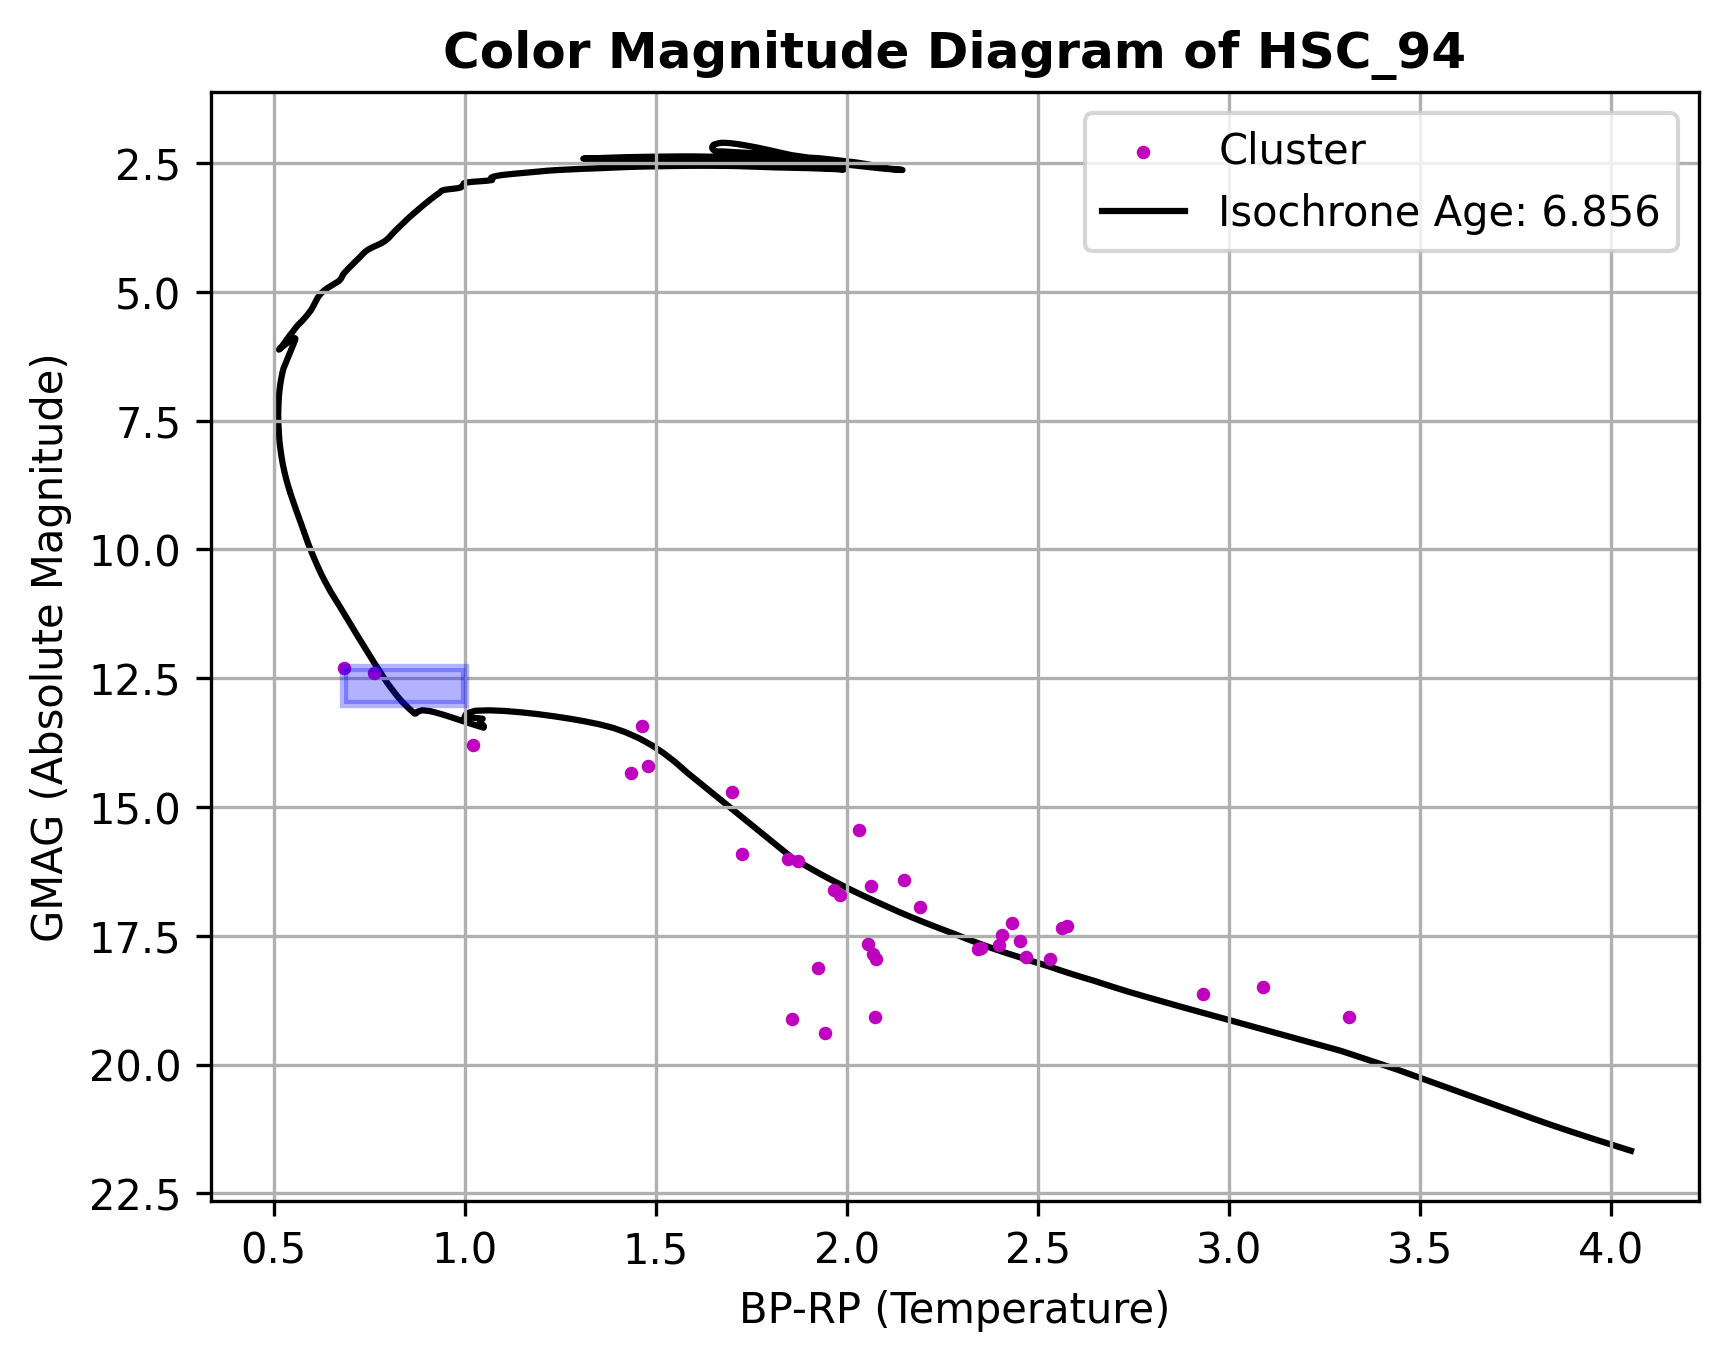 Color Magnitude Diagram of HSC_94
Cluster
Isochrone Age: 6.856
GMAG (Absolute Magnitude)
2.5
5.0
7.5
10.0
12.5
15.0
17.5
20.0
22.5
0.5 1.0 1.5 2.0 2.5 3.0 3.5 4.0
BP-RP (Temperature)